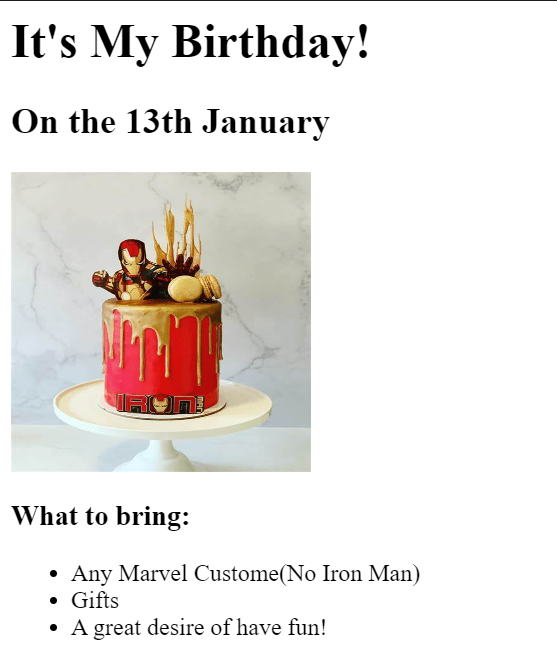 It's My Birthday!
On the 13th January
IRON MAN
What to bring:
Any Marvel Custome(No Iron Man)
Gifts
A great desire of have fun!